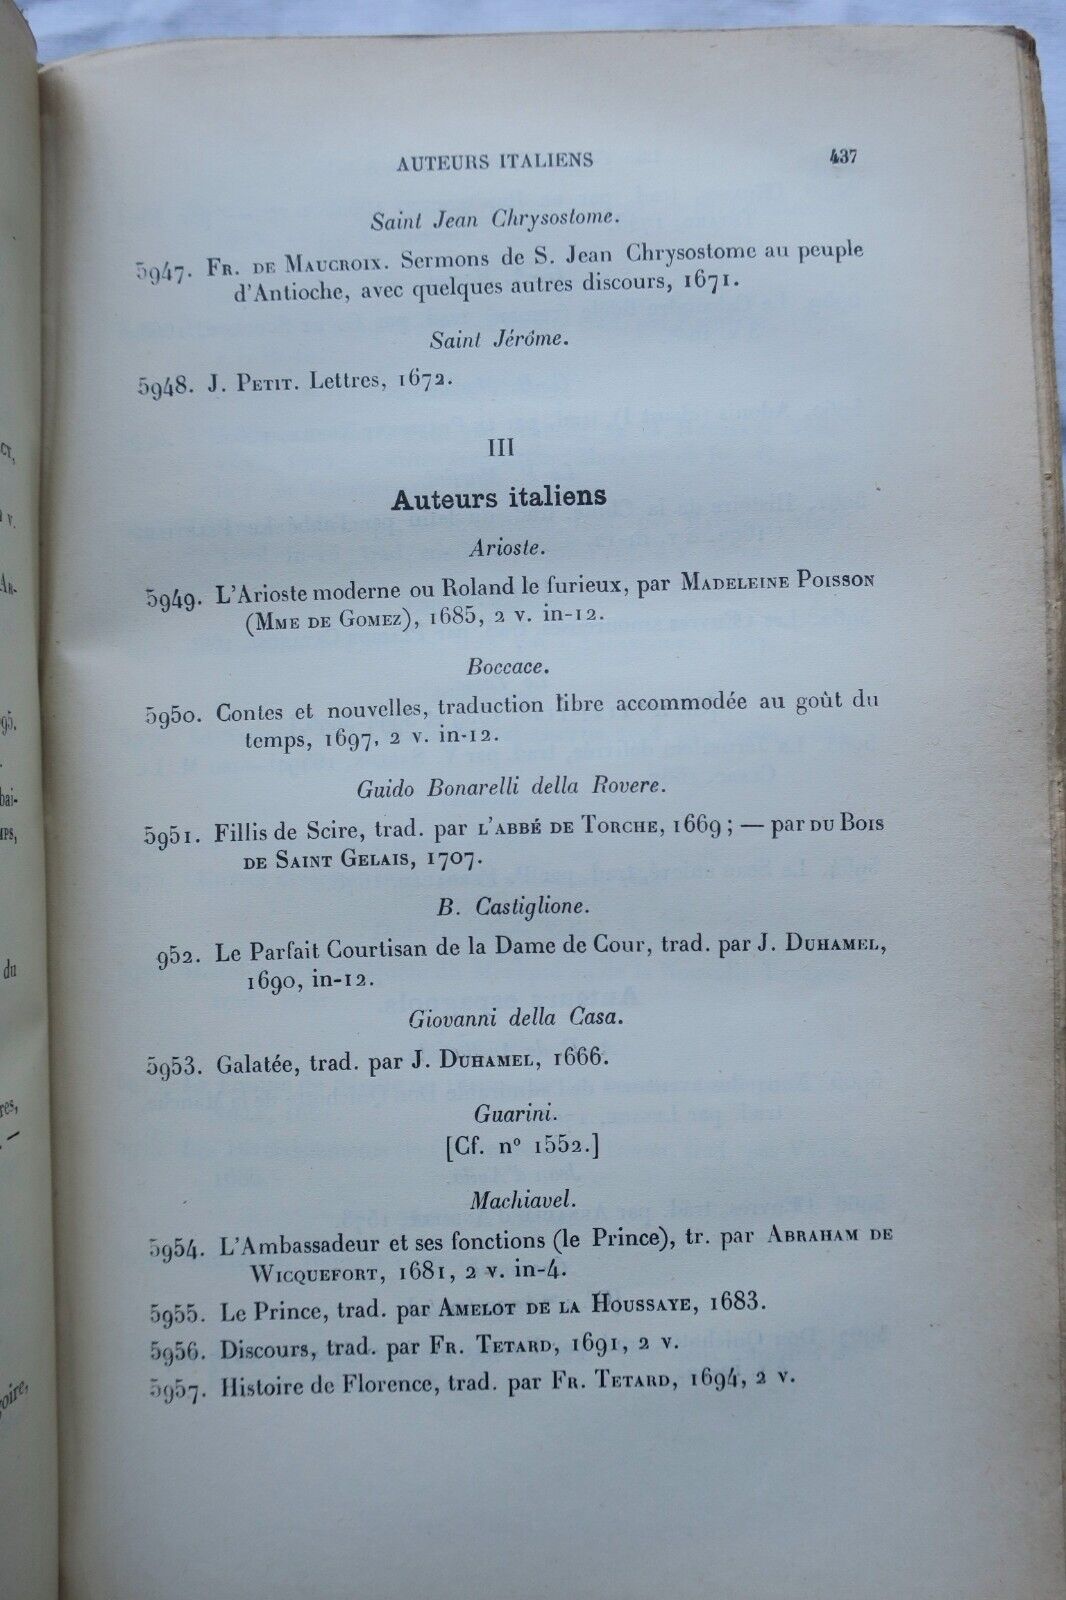 AUTEURS ITALIENS 437
Saint Jean Chrysostome.
5947. Fr. de Maucroix. Sermons de S. Jean Chrysostome au peuple
d'Antioche, avec quelques autres discours, 1671.
Saint Jérôme.
5948. J. Petit. Lettres, 1672.
III
Auteurs italiens
Arioste.
5949. L'Arioste moderne ou Roland le furieux, par Madeleine Poisson
(Mme de Gomez), 1685, 2 v. in-12.
Boccace.
5950. Contes et nouvelles, traduction libre accommodée au goût du
temps, 1697, 2 v. in-12.
Guido Bonarelli della Rovere.
5951. Fillis de Scire, trad. par l'abbé de Torche, 1669 ; — par du Bois
de Saint Gelais, 1707.
B. Castiglione.
952. Le Parfait Courtisan de la Dame de Cour, trad. par J. Duhamel,
1690, in-12.
Giovanni della Casa.
5953. Galatée, trad. par J. Duhamel, 1666.
Guarini.
[Cf. nº 1552.]
Machiavel.
5954. L'Ambassadeur et ses fonctions (le Prince), tr. par Abraham de
Wicquefort, 1681, 2 v. in-4.
5955. Le Prince, trad. par Amelot de la Houssaye, 1683.
5956. Discours, trad. par Fr. Tetard, 1691, 2 v.
5957. Histoire de Florence, trad. par Fr. Tetard, 1694, 2 v.